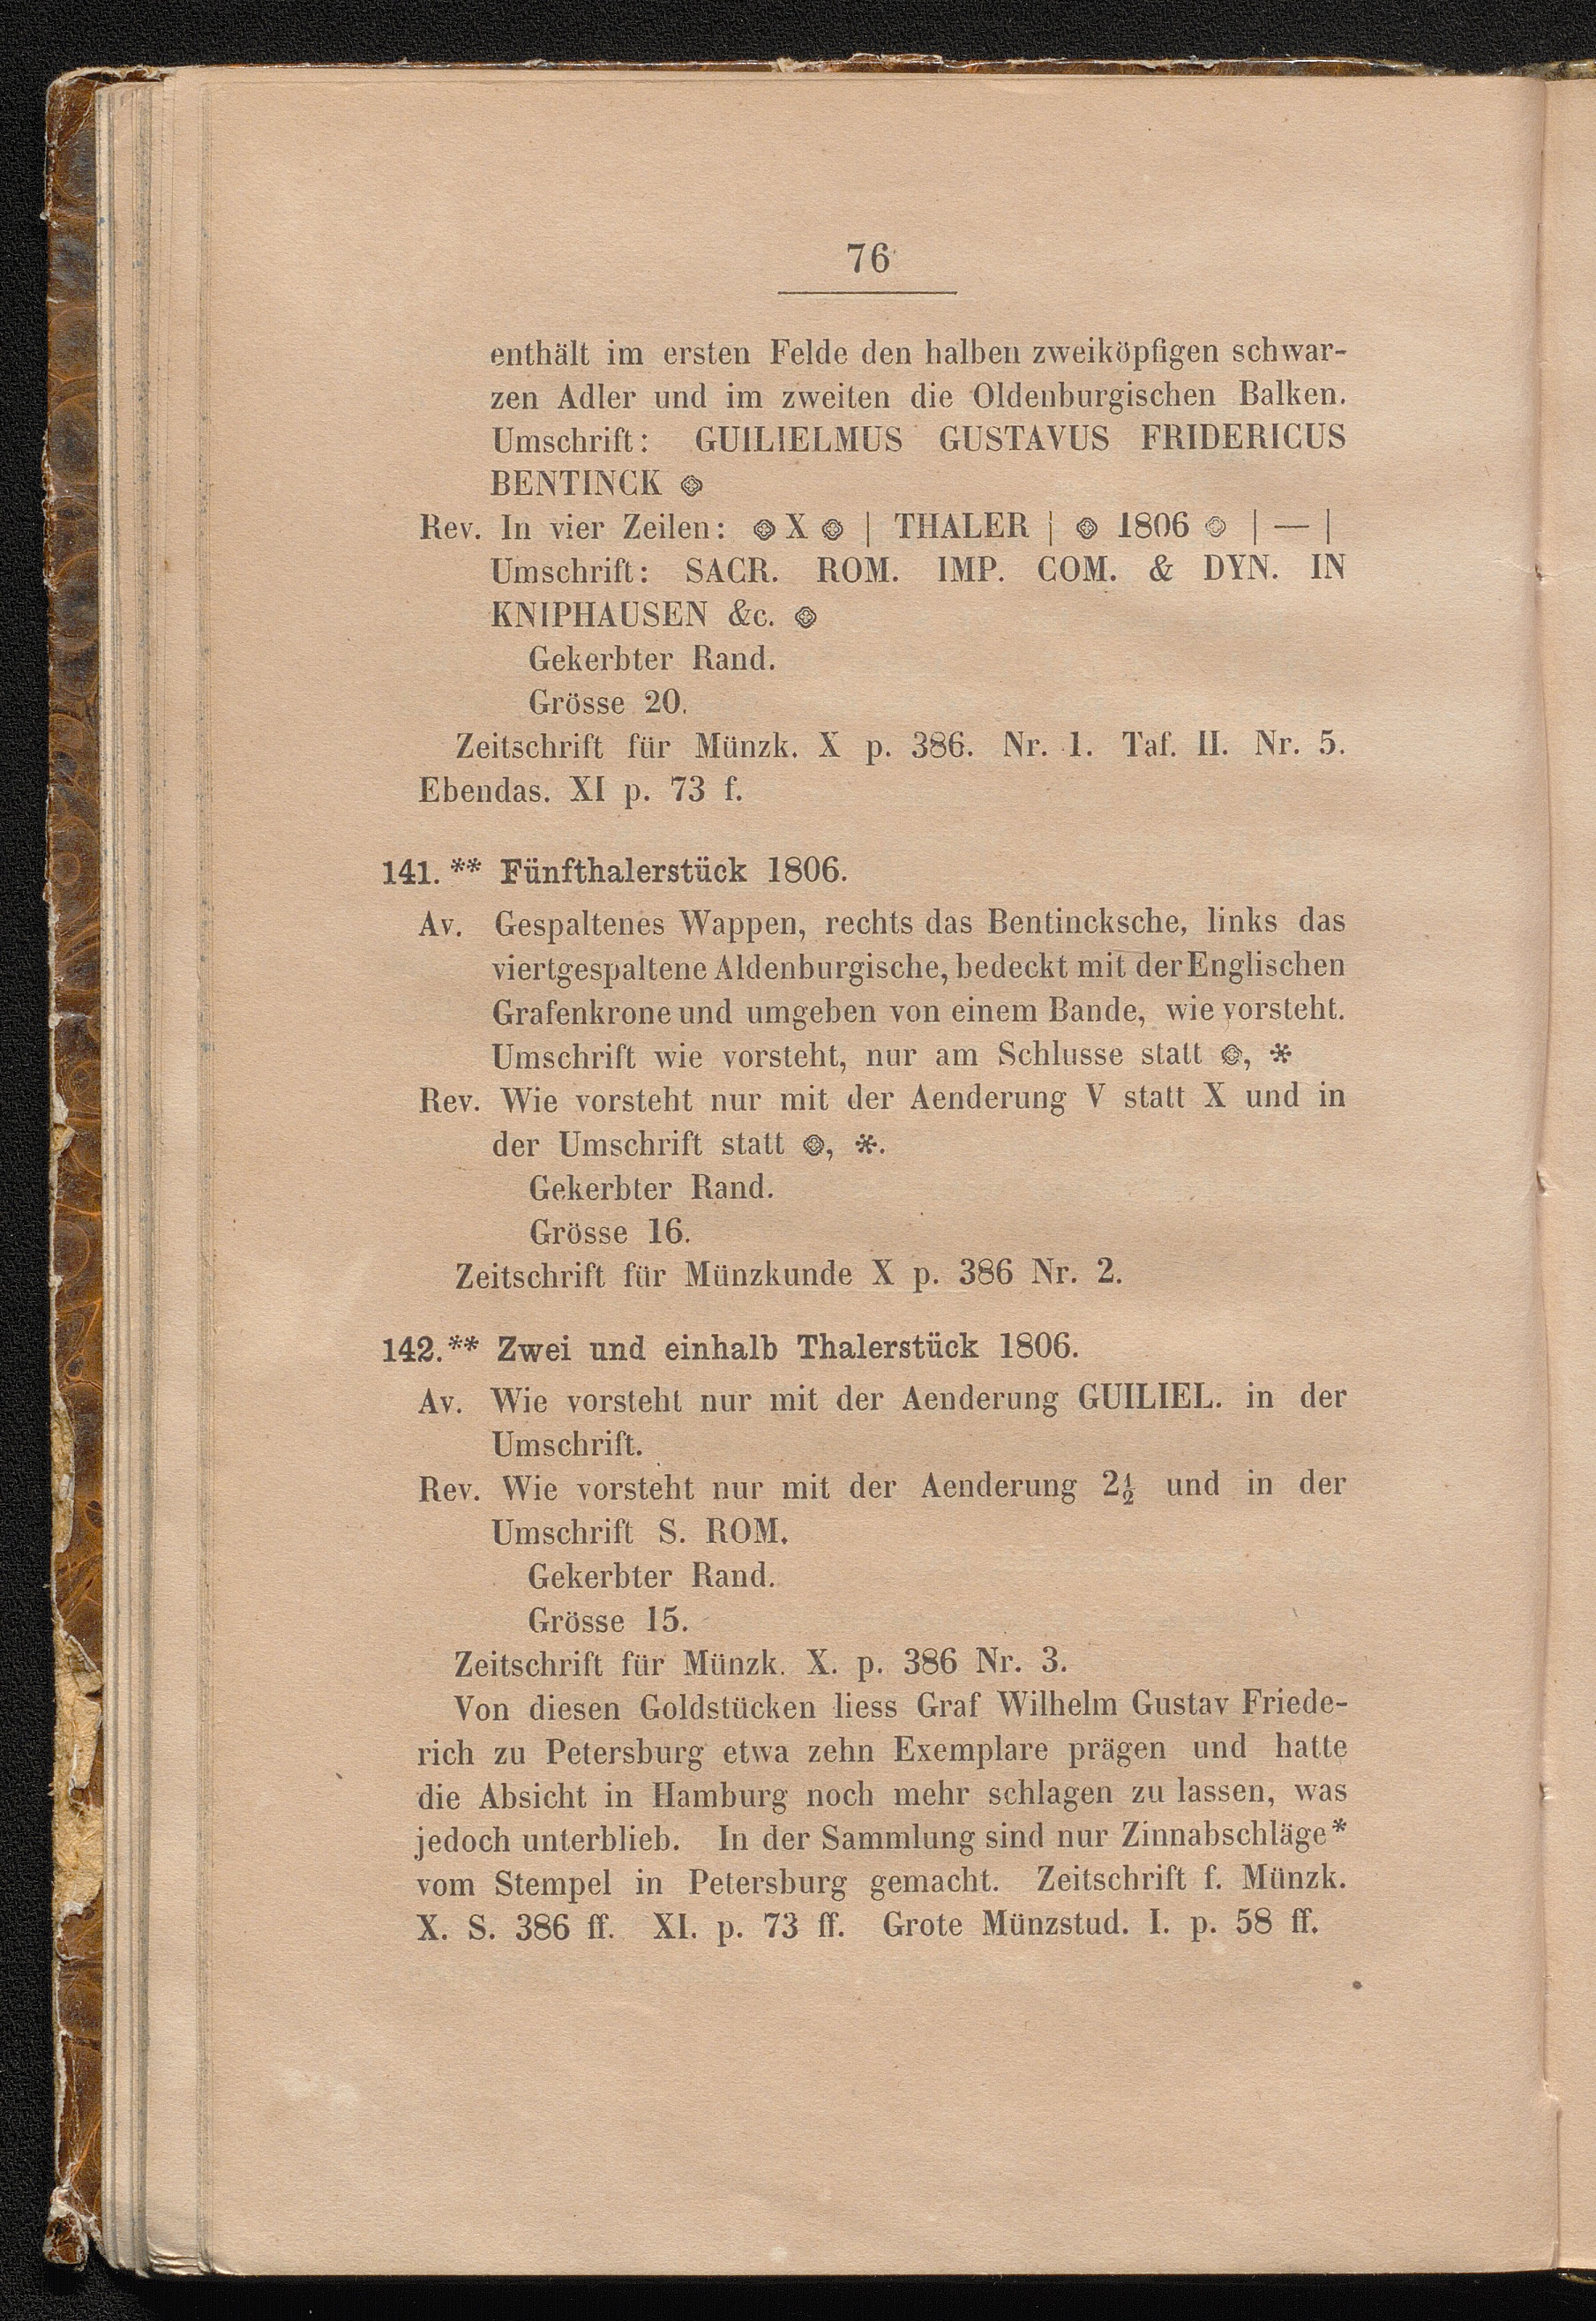 76
enthält im ersten Felde den halben zweiköpfigen schwar-
zen Adler und im zweiten die Oldenburgischen Balken.
Umschrift: GUILIELMUS GUSTAVUS FRIDERICUS
BENTINCK 🏵
Rev. In vier Zeilen: 🏵 X 🏵 | THALER | 🏵 1806 🏵 | — |
Umschrift: SACR. ROM. IMP. COM. & DYN. IN
KNIPHAUSEN &c. 🏵
Gekerbter Rand.
Grösse 20.
Zeitschrift für Münzk. X p. 386. Nr. 1. Taf. II. Nr. 5.
Ebendas. XI p. 73 f.
141.** Fünfthalerstück 1806.
Av. Gespaltenes Wappen, rechts das Bentincksche, links das
viertgespaltene Aldenburgische, bedeckt mit der Englischen
Grafenkrone und umgeben von einem Bande, wie vorsteht.
Umschrift wie vorsteht, nur am Schlusse statt 🏵, *
Rev. Wie vorsteht nur mit der Aenderung V statt X und in
der Umschrift statt 🏵, *.
Gekerbter Rand.
Grösse 16.
Zeitschrift für Münzkunde X p. 386 Nr. 2.
142.** Zwei und einhalb Thalerstück 1806.
Av. Wie vorsteht nur mit der Aenderung GUILIEL. in der
Umschrift.
Rev. Wie vorsteht nur mit der Aenderung 2½ und in der
Umschrift S. ROM.
Gekerbter Rand.
Grösse 15.
Zeitschrift für Münzk. X. p. 386 Nr. 3.
Von diesen Goldstücken liess Graf Wilhelm Gustav Friede-
rich zu Petersburg etwa zehn Exemplare prägen und hatte
die Absicht in Hamburg noch mehr schlagen zu lassen, was
jedoch unterblieb. In der Sammlung sind nur Zinnabschläge*
vom Stempel in Petersburg gemacht. Zeitschrift f. Münzk.
X. S. 386 ff. XI. p. 73 ff. Grote Münzstud. I. p. 58 ff.